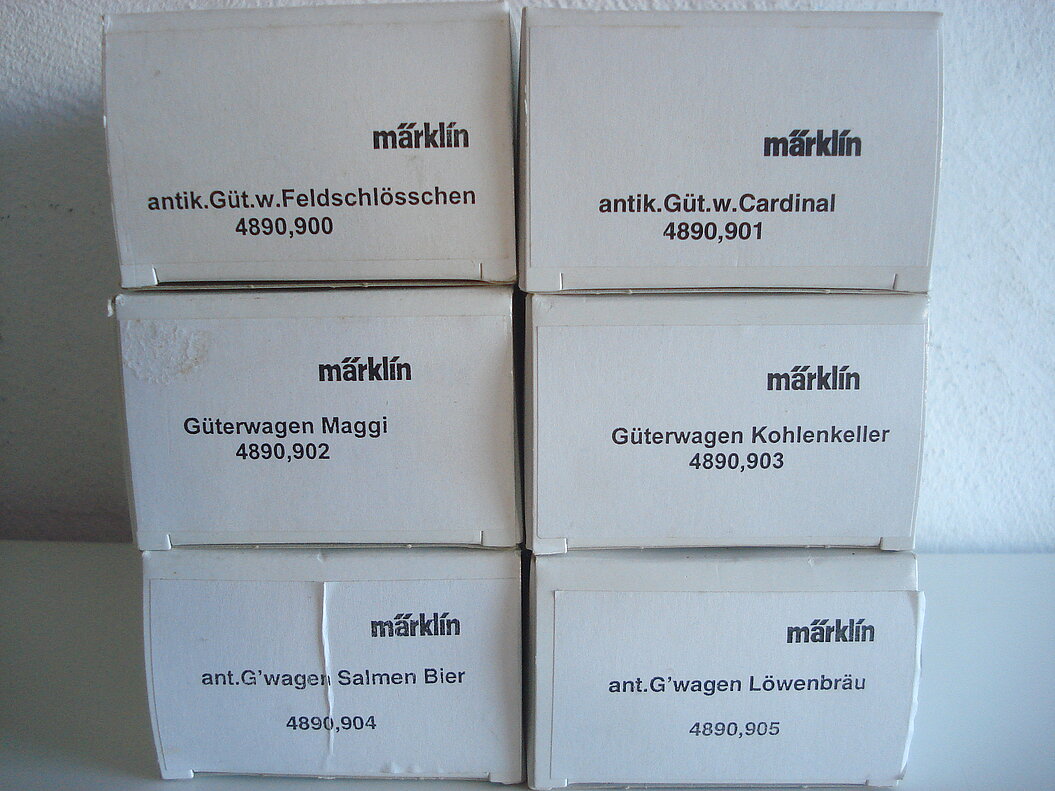 märklin
antik.Güt.w.Feldschlösschen
4890,900
märklin
antik.Güt.w.Cardinal
4890,901
märklin
Güterwagen Maggi
4890,902
märklin
Güterwagen Kohlenkeller
4890,903
märklin
ant.G'wagen Salmen Bier
4890,904
märklin
ant.G'wagen Löwenbräu
4890,905